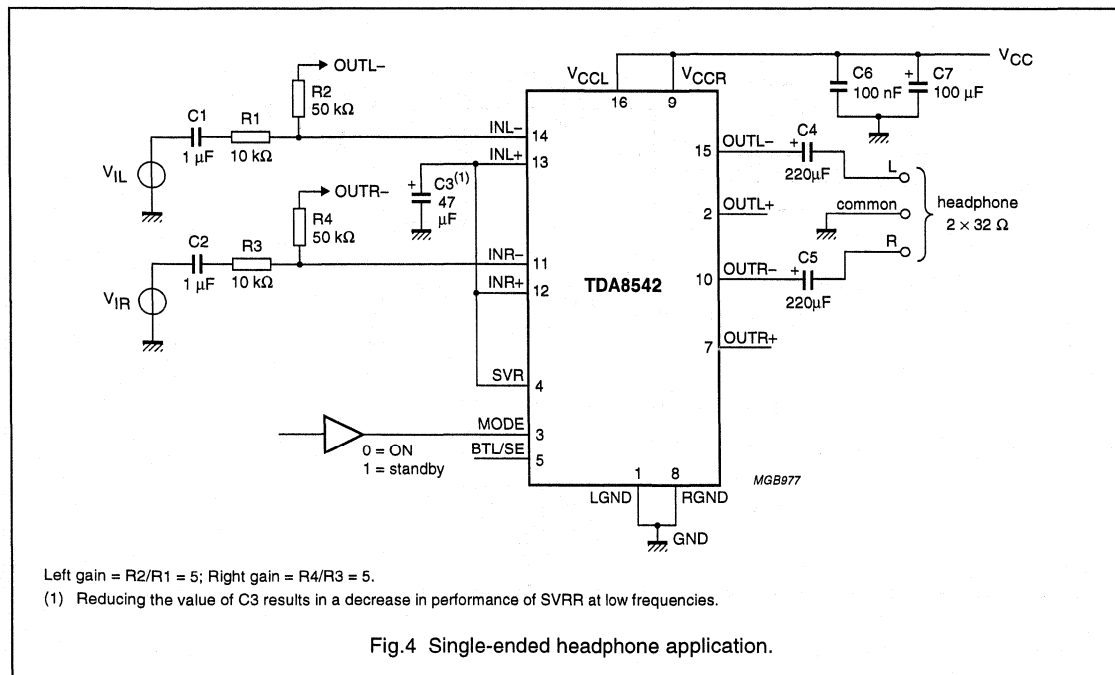 OUTL−
R2
50 kΩ
C1
1 μF
R1
10 kΩ
V_IL
INL−
14
INL+
13
C3(1)
47
μF
OUTR−
R4
50 kΩ
C2
1 μF
R3
10 kΩ
V_IR
INR−
11
INR+
12
SVR
4
MODE
3
0 = ON
1 = standby
BTL/SE
5
V_CCL
16
V_CCR
9
TDA8542
C6
100 nF
+
C7
100 μF
V_CC
15
OUTL−
+
C4
220μF
L
2
OUTL+
common
headphone
2 × 32 Ω
R
10
OUTR−
+
C5
220μF
7
OUTR+
+
1
8
LGND
RGND
GND
MGB977
Left gain = R2/R1 = 5; Right gain = R4/R3 = 5.
(1) Reducing the value of C3 results in a decrease in performance of SVRR at low frequencies.
Fig.4 Single-ended headphone application.